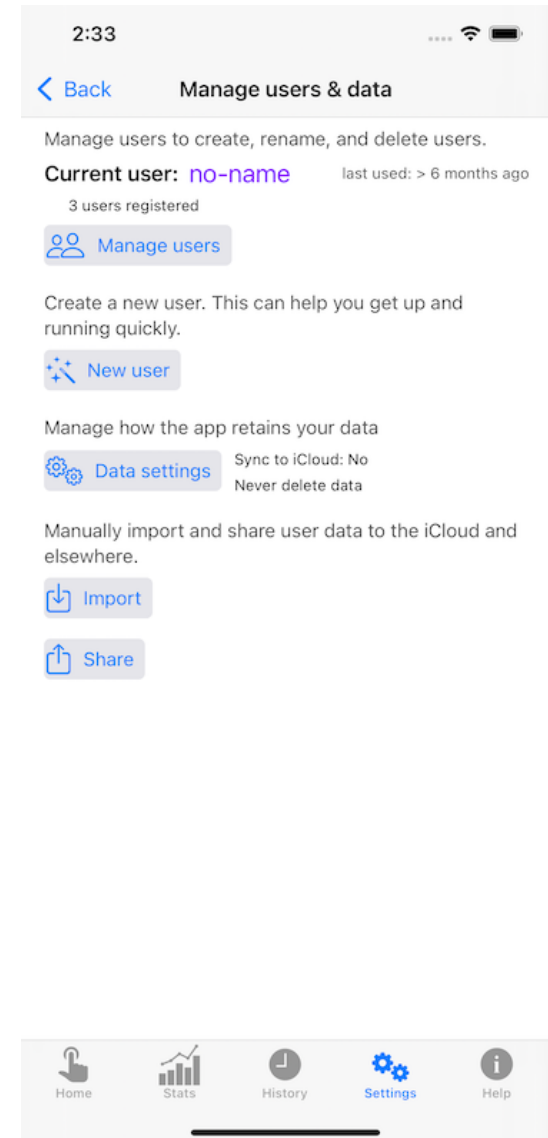 2:33
Back
Manage users & data
Manage users to create, rename, and delete users.
Current user: no-name
last used: > 6 months ago
3 users registered
Manage users
Create a new user. This can help you get up and
running quickly.
New user
Manage how the app retains your data
Data settings
Sync to iCloud: No
Never delete data
Manually import and share user data to the iCloud and
elsewhere.
Import
Share
Home
Stats
History
Settings
Help